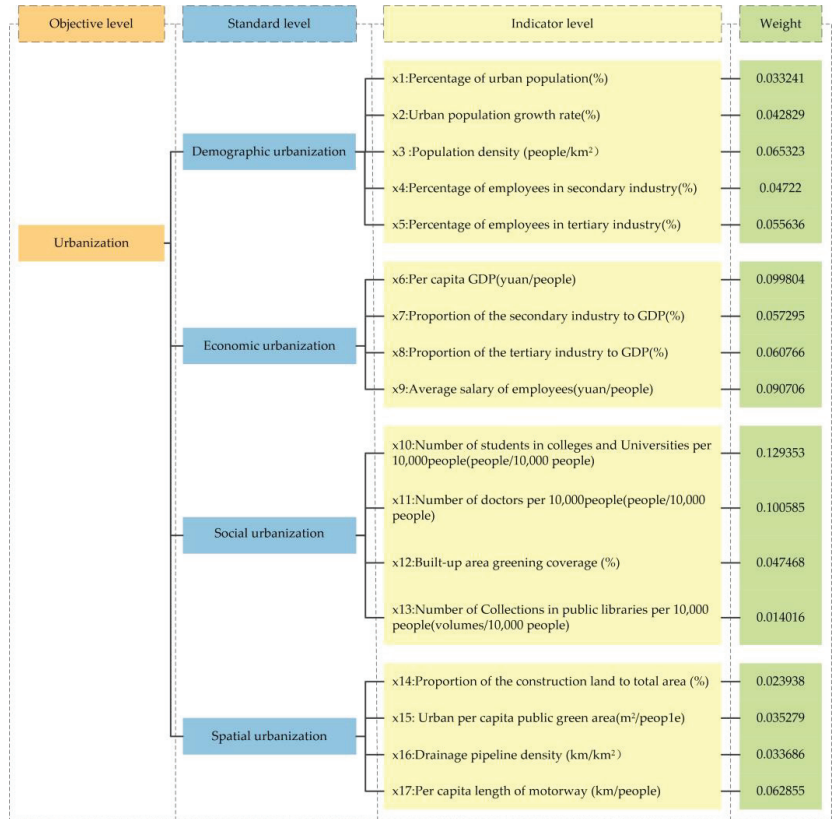 Objective level
Standard level
Indicator level
Weight
x1:Percentage of urban population(%)
0.033241
x2:Urban population growth rate(%)
0.042829
Demographic urbanization
x3 :Population density (people/km²）
0.065323
x4:Percentage of employees in secondary industry(%)
0.04722
x5:Percentage of employees in tertiary industry(%)
0.055636
Urbanization
x6:Per capita GDP(yuan/people)
0.099804
x7:Proportion of the secondary industry to GDP(%)
0.057295
Economic urbanization
x8:Proportion of the tertiary industry to GDP(%)
0.060766
x9:Average salary of employees(yuan/people)
0.090706
x10:Number of students in colleges and Universities per
10,000people(people/10,000 people)
0.129353
x11:Number of doctors per 10,000people(people/10,000
people)
0.100585
Social urbanization
x12:Built-up area greening coverage (%)
0.047468
x13:Number of Collections in public libraries per 10,000
people(volumes/10,000 people)
0.014016
x14:Proportion of the construction land to total area (%)
0.023938
x15: Urban per capita public green area(m²/peop1e)
0.035279
Spatial urbanization
x16:Drainage pipeline density (km/km²）
0.033686
x17:Per capita length of motorway (km/people)
0.062855